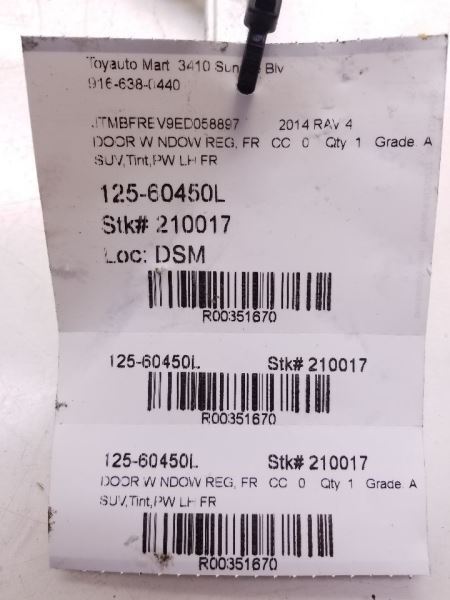 Toyauto Mart 3410 Blv
916-638-0440
JTMBFREV9ED058897 2014 RAV 4
DOOR W NDOW REG, FR CC 0 Qty 1 Grade A
SUV,Tint,PW LH FR
125-60450L
Stk# 210017
Loc: DSM
R00351670
125-60450L Stk# 210017
R00351670
125-60450L Stk# 210017
DOOR W NDOW REG, FR CC 0 Qty 1 Grade A
SUV,Tint,PW LH FR
R00351670